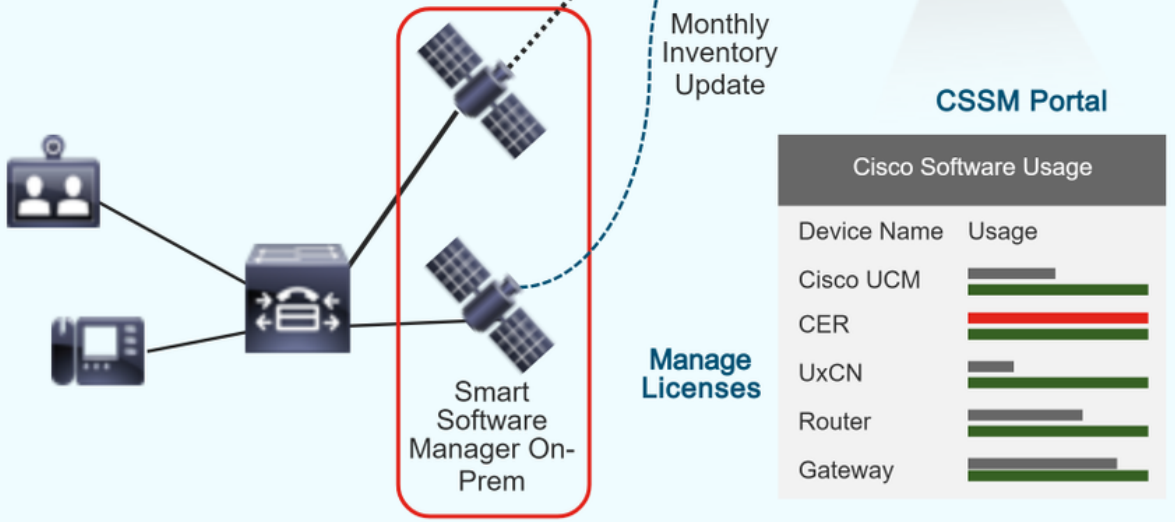 Monthly
Inventory
Update
CSSM Portal
Cisco Software Usage
Device Name Usage
Cisco UCM
CER
UxCN
Router
Gateway
Manage
Licenses
Smart
Software
Manager On-
Prem